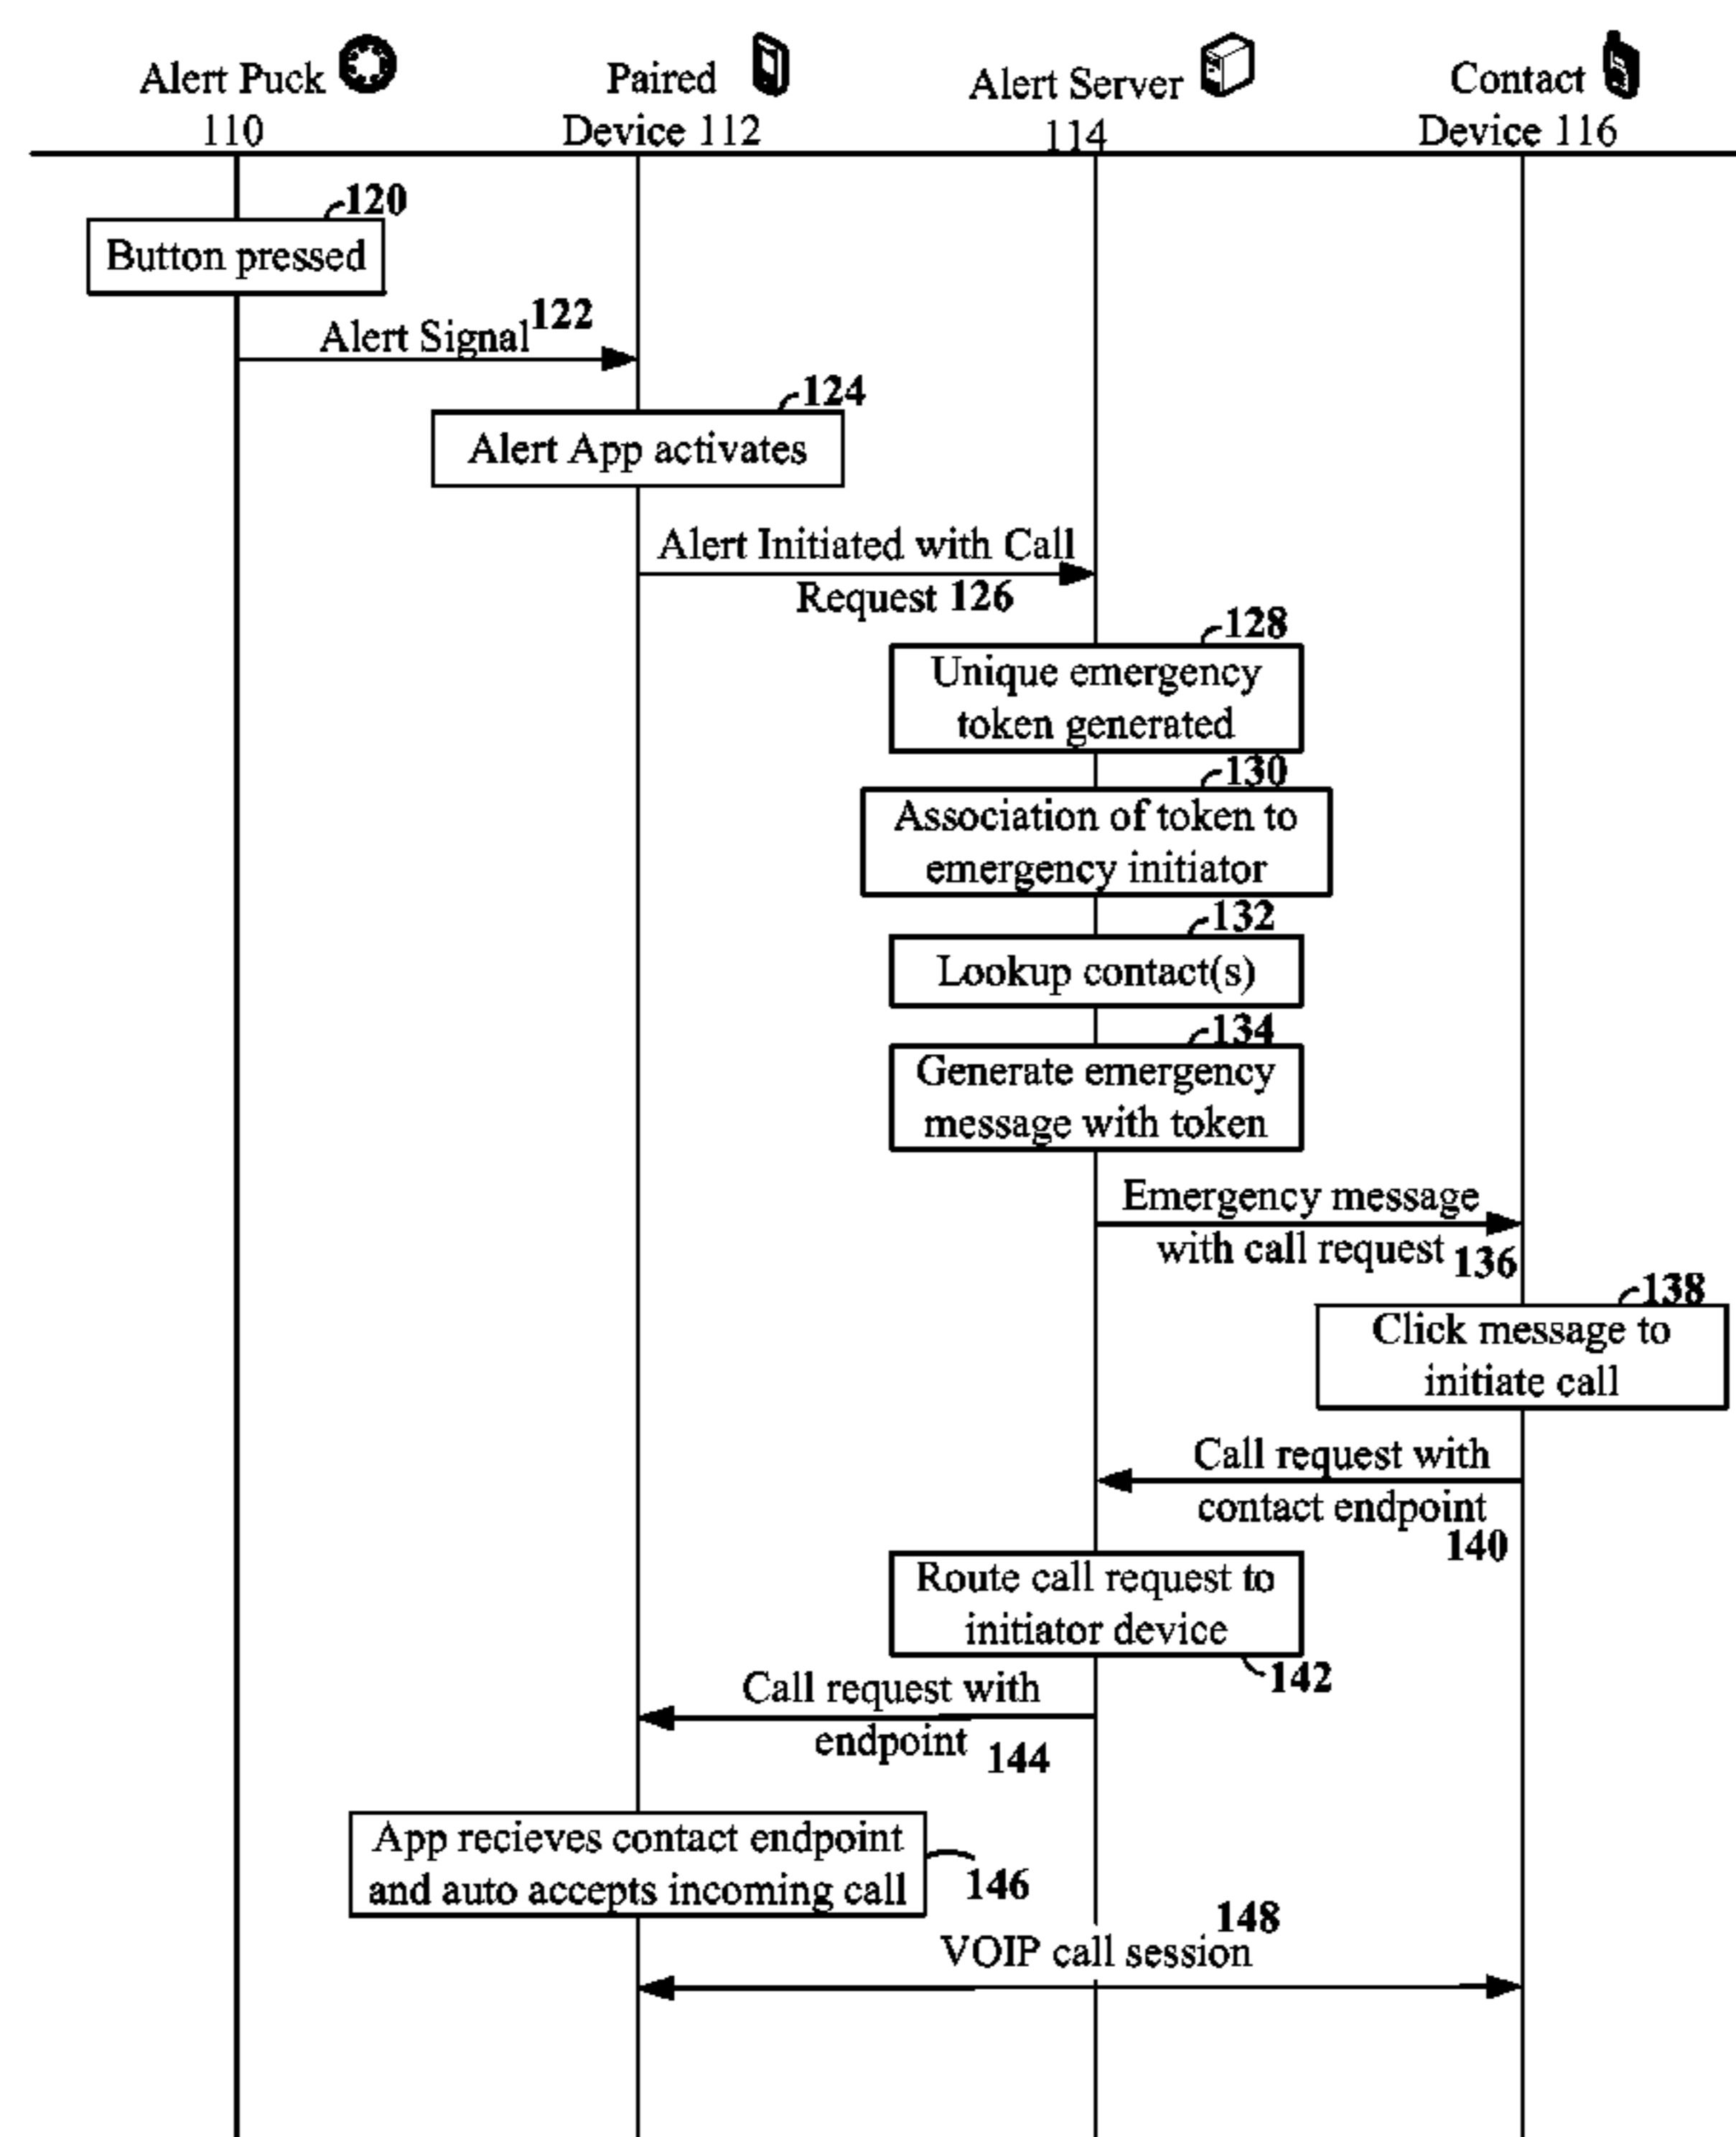 Alert Puck
110
Paired
Device 112
Alert Server
114
Contact
Device 116
120
Button pressed
Alert Signal 122
124
Alert App activates
Alert Initiated with Call
Request 126
128
Unique emergency
token generated
130
Association of token to
emergency initiator
132
Lookup contact(s)
134
Generate emergency
message with token
Emergency message
with call request 136
138
Click message to
initiate call
Call request with
contact endpoint
140
Route call request to
initiator device
142
Call request with
endpoint 144
App recieves contact endpoint
and auto accepts incoming call
146
148
VOIP call session